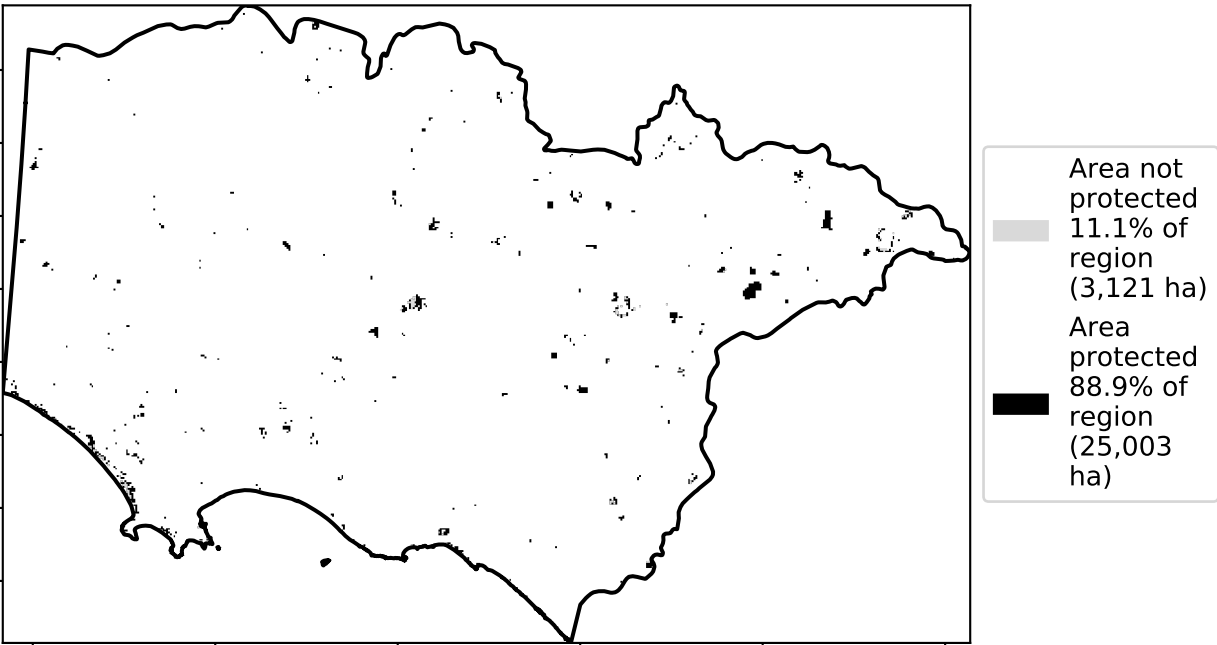 Area not
protected
11.1% of
region
(3,121 ha)
Area
protected
88.9% of
region
(25,003
ha)